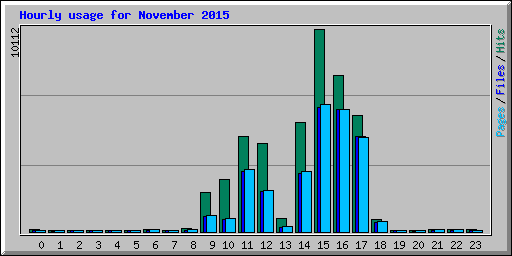 Hourly usage for November 2015
10112
Pages/Files/Hits
0 1 2 3 4 5 6 7 8 9 10 11 12 13 14 15 16 17 18 19 20 21 22 23